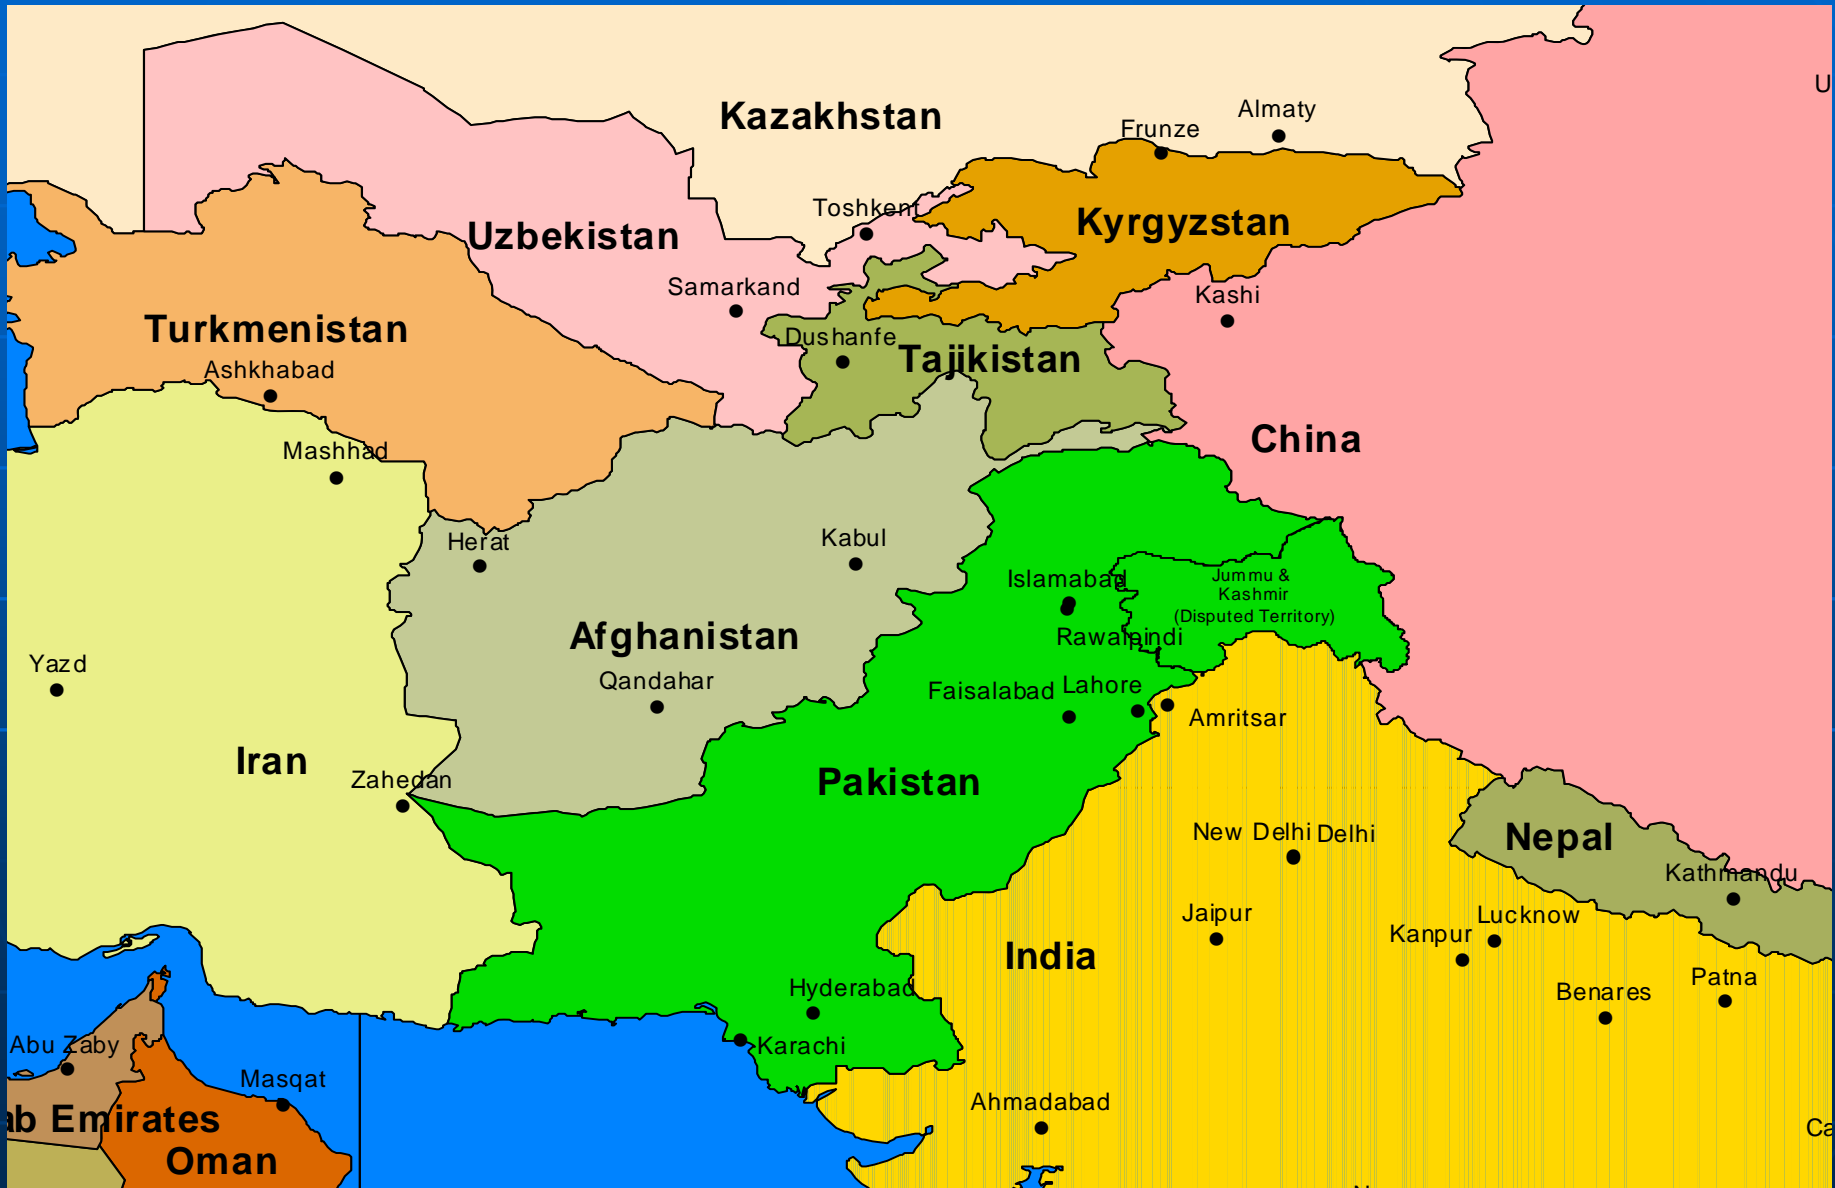 U
Kazakhstan
Almaty
Frunze
Toshkent
Uzbekistan
Kyrgyzstan
Samarkand
Kashi
Turkmenistan
Dushanfe
Tajikistan
Ashkhabad
Mashhad
China
Herat
Kabul
Islamabad
Jummu &
Kashmir
(Disputed Territory)
Afghanistan
Rawalpindi
Yazd
Qandahar
Faisalabad
Lahore
Amritsar
Iran
Zahedan
Pakistan
New Delhi
Delhi
Nepal
Kathmandu
Jaipur
Lucknow
Kanpur
India
Patna
Hyderabad
Benares
Abu Zaby
Karachi
Masqat
Ahmadabad
ab Emirates
Ca
Oman